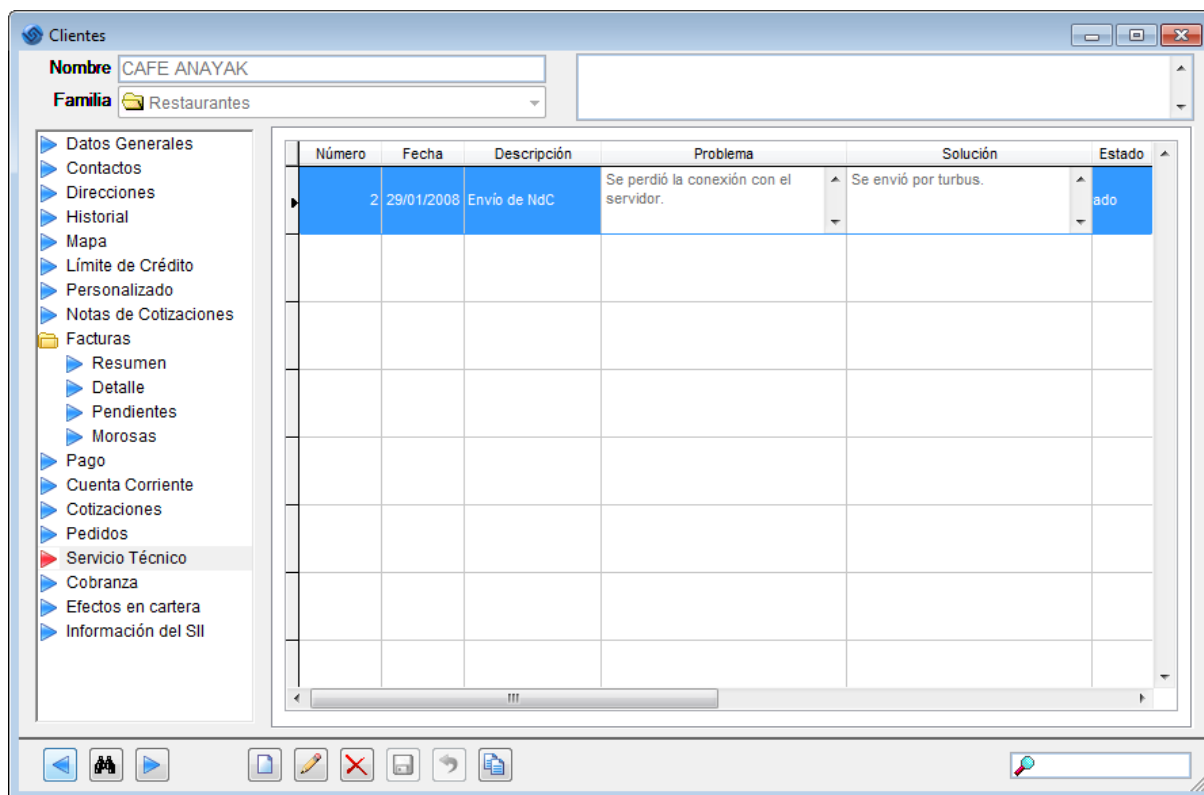 Clientes
Nombre CAFE ANAYAK
Familia Restaurantes
Datos Generales
Contactos
Direcciones
Historial
Mapa
Límite de Crédito
Personalizado
Notas de Cotizaciones
Facturas
Resumen
Detalle
Pendientes
Morosas
Pago
Cuenta Corriente
Cotizaciones
Pedidos
Servicio Técnico
Cobranza
Efectos en cartera
Información del SII
Número Fecha Descripción Problema Solución Estado
2 29/01/2008 Envío de NdC Se perdió la conexión con el Se envió por turbus. ado
servidor.